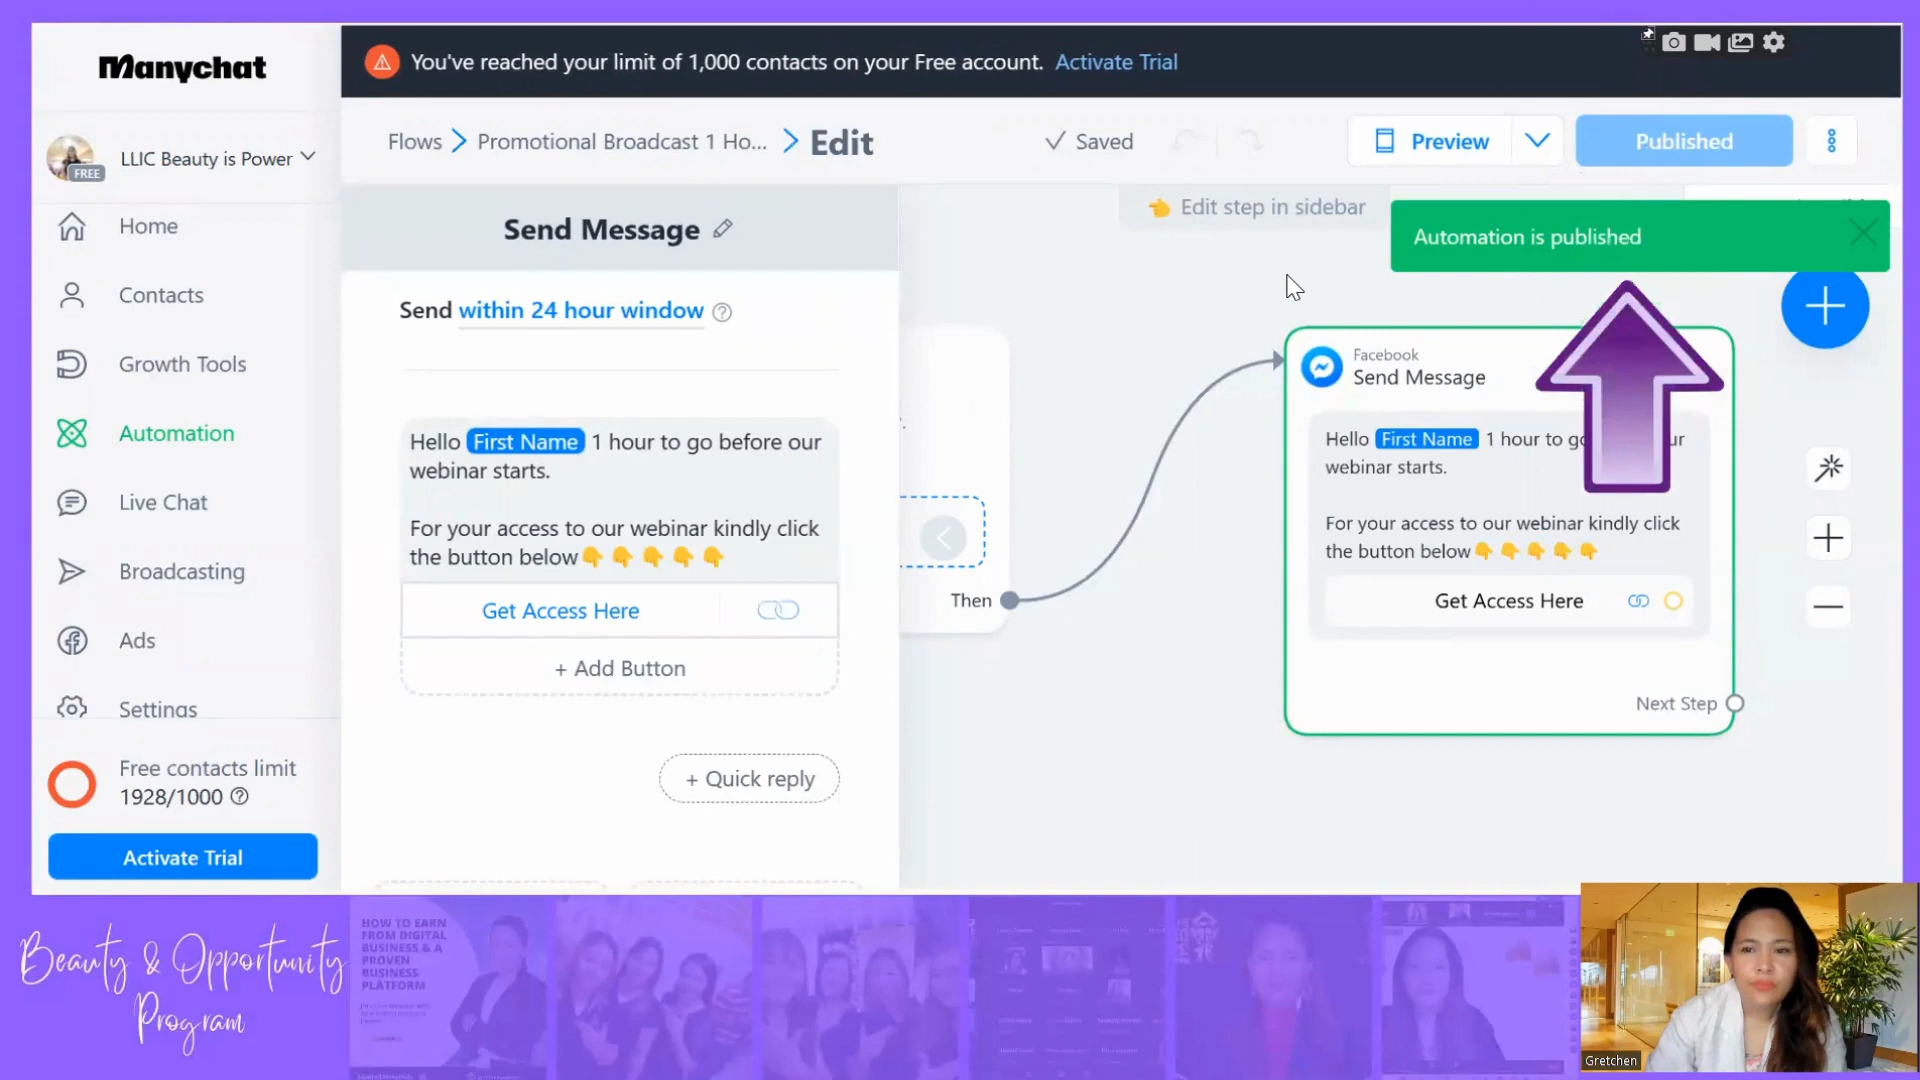 Manychat
You've reached your limit of 1,000 contacts on your Free account. Activate Trial
LLIC Beauty is Power
FREE
Flows
Promotional Broadcast 1 Ho...
Edit
Saved
Preview
Published
Home
Contacts
Growth Tools
Automation
Live Chat
Broadcasting
Ads
Settings
Free contacts limit
1928/1000
Activate Trial
Send Message
Send within 24 hour window
Hello First Name 1 hour to go before our
webinar starts.
For your access to our webinar kindly click
the button below👇👇👇👇👇
Get Access Here
+ Add Button
+ Quick reply
👈 Edit step in sidebar
Automation is published
Then
Facebook
Send Message
Hello First Name 1 hour to go ur
webinar starts.
For your access to our webinar kindly click
the button below👇👇👇👇👇
Get Access Here
Next Step
Beauty & Opportunity
Program
HOW TO EARN
FROM DIGITAL
BUSINESS & A
PROVEN
BUSINESS
PLATFORM
Gretchen